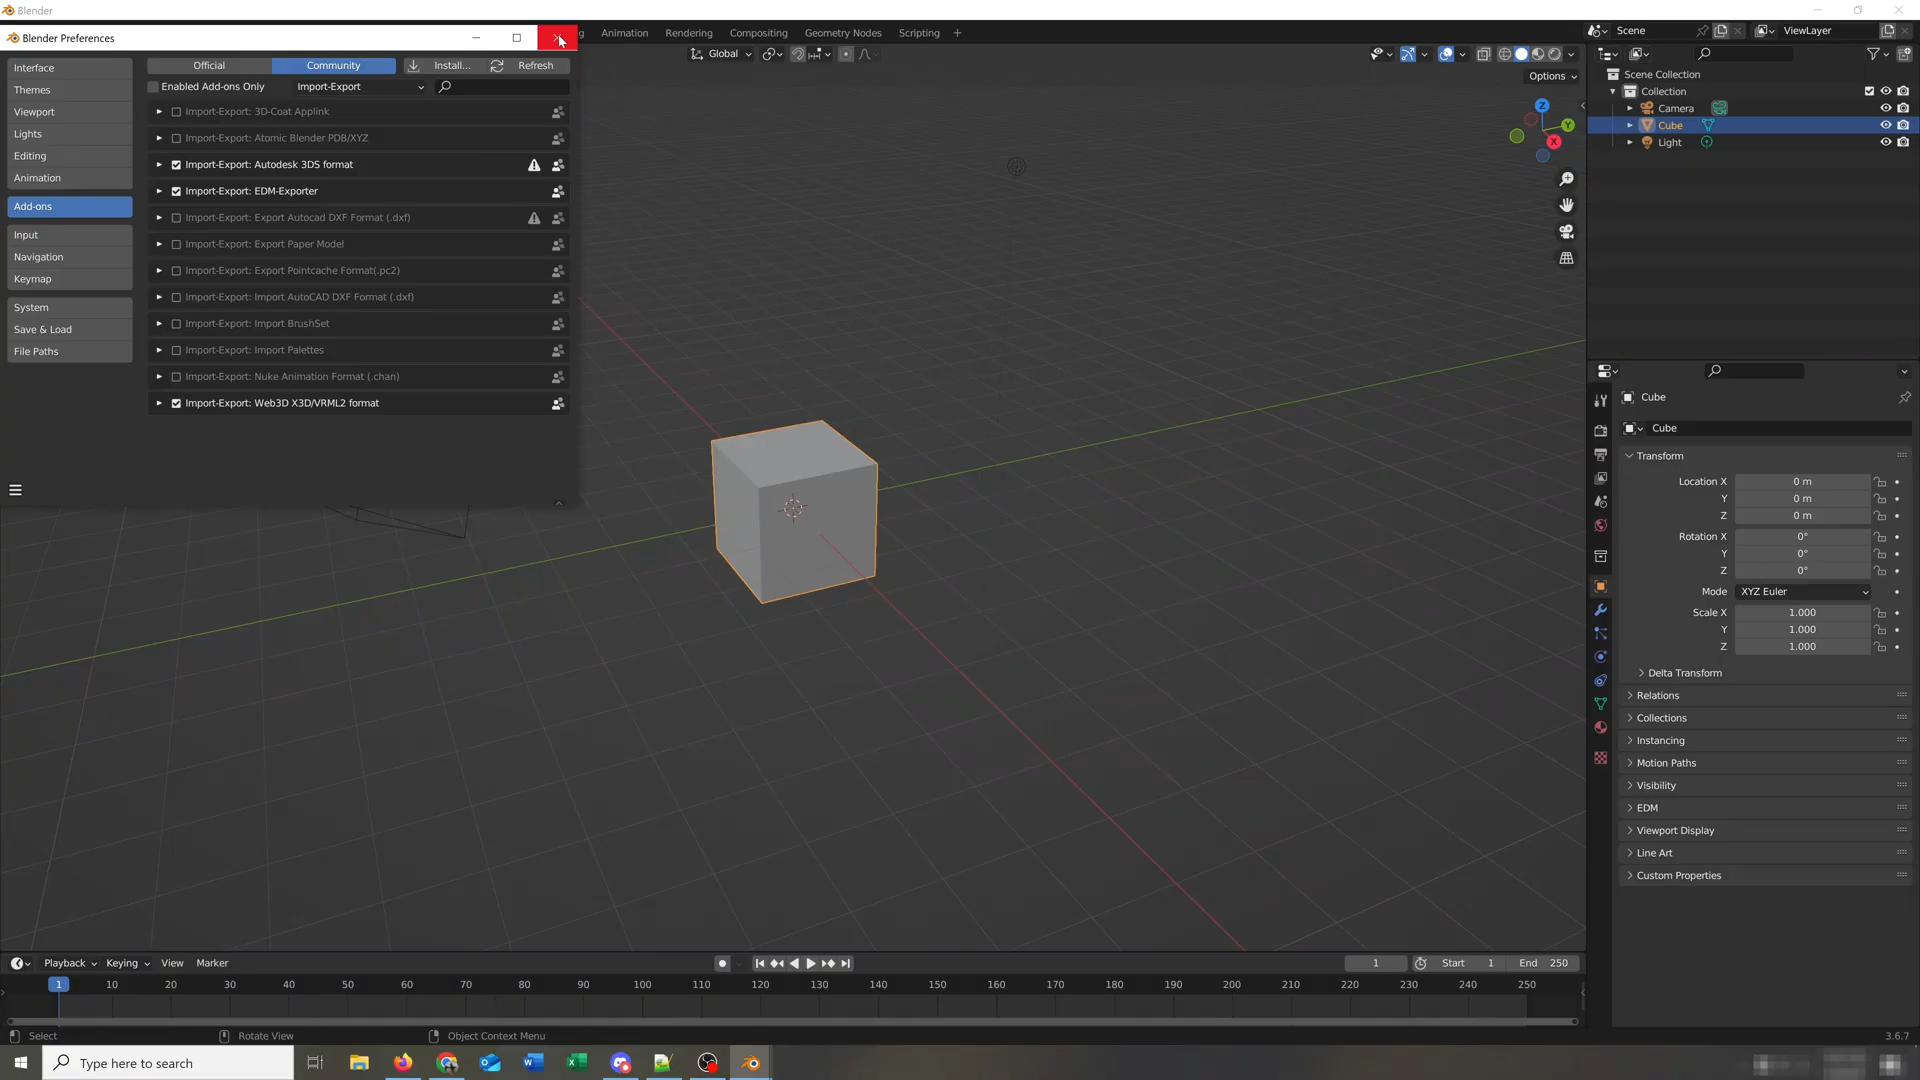 Blender
Blender Preferences
g Animation Rendering Compositing Geometry Nodes Scripting
Scene ViewLayer
Global
Options
Interface
Themes
Viewport
Lights
Editing
Animation
Add-ons
Input
Navigation
Keymap
System
Save & Load
File Paths
Official Community Install... Refresh
Enabled Add-ons Only Import-Export
Import-Export: 3D-Coat Applink
Import-Export: Atomic Blender PDB/XYZ
Import-Export: Autodesk 3DS format
Import-Export: EDM-Exporter
Import-Export: Export Autocad DXF Format (.dxf)
Import-Export: Export Paper Model
Import-Export: Export Pointcache Format(.pc2)
Import-Export: Import AutoCAD DXF Format (.dxf)
Import-Export: Import BrushSet
Import-Export: Import Palettes
Import-Export: Nuke Animation Format (.chan)
Import-Export: Web3D X3D/VRML2 format
Z
Y
X
Scene Collection
Collection
Camera
Cube
Light
Cube
Cube
Transform
Location X 0 m
Y 0 m
Z 0 m
Rotation X 0°
Y 0°
Z 0°
Mode XYZ Euler
Scale X 1.000
Y 1.000
Z 1.000
Delta Transform
Relations
Collections
Instancing
Motion Paths
Visibility
EDM
Viewport Display
Line Art
Custom Properties
Playback Keying View Marker
1 Start 1 End 250
1 10 20 30 40 50 60 70 80 90 100 110 120 130 140 150 160 170 180 190 200 210 220 230 240 250
Select Rotate View Object Context Menu 3.6.7
Type here to search